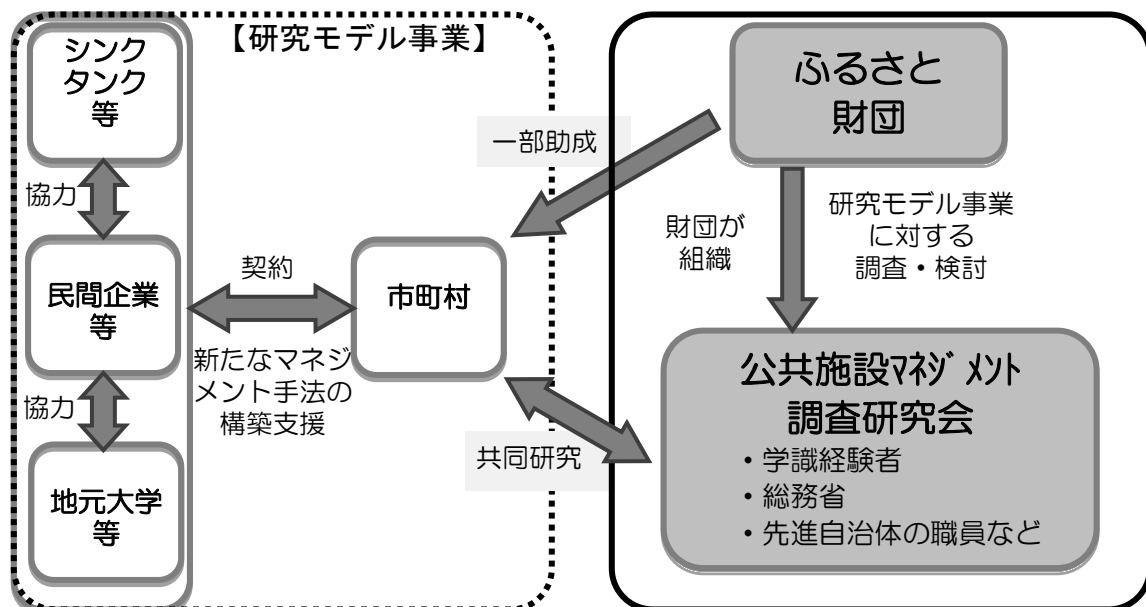 【研究モデル事業】
シンク
タンク
等
協力
民間企業
等
協力
地元大学
等
契約
新たなマネジ
メント手法の
構築支援
市町村
一部助成
共同研究
ふるさと
財団
財団が
組織
研究モデル事業
に対する
調査・検討
公共施設ﾏﾈｼﾞﾒﾝﾄ
調査研究会
・学識経験者
・総務省
・先進自治体の職員など